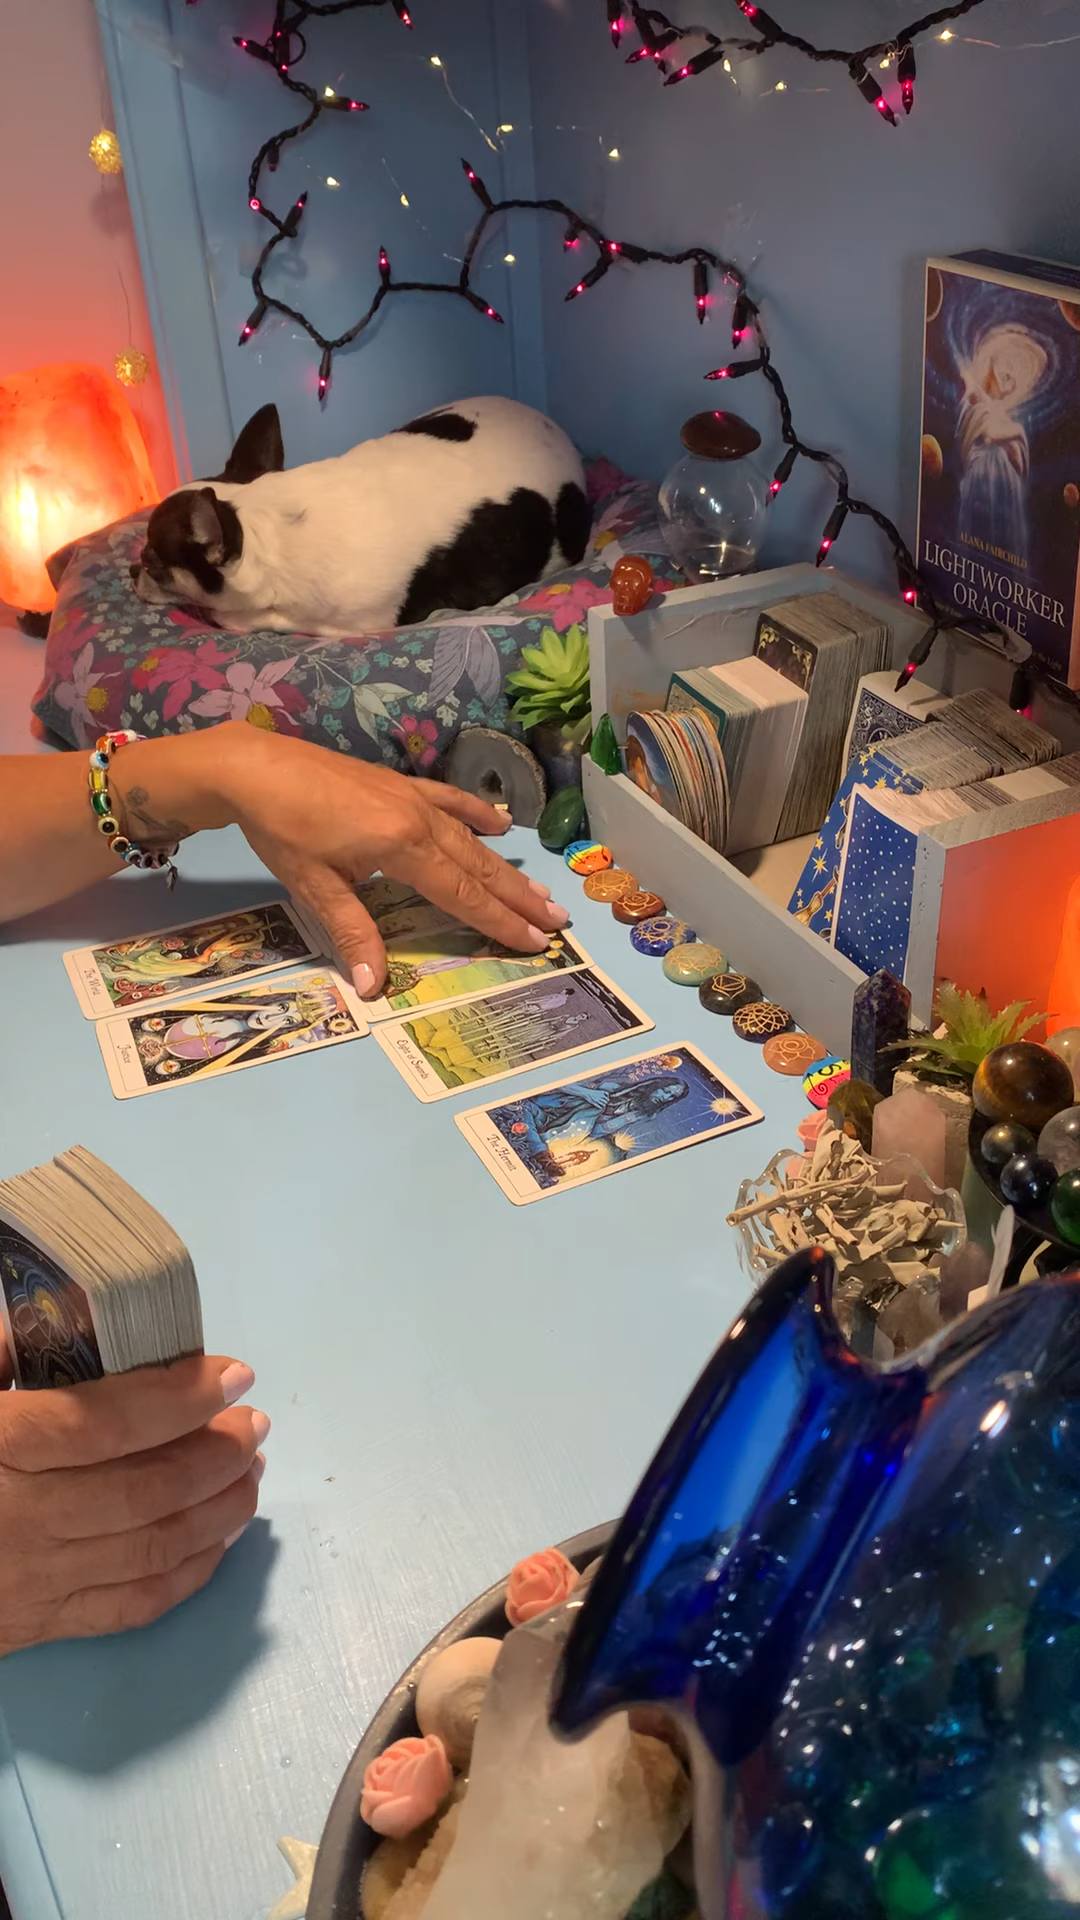 ALANA FAIRCHILD
LIGHTWORKER
ORACLE
The World
Justice
Eight of Swords
The Hermit